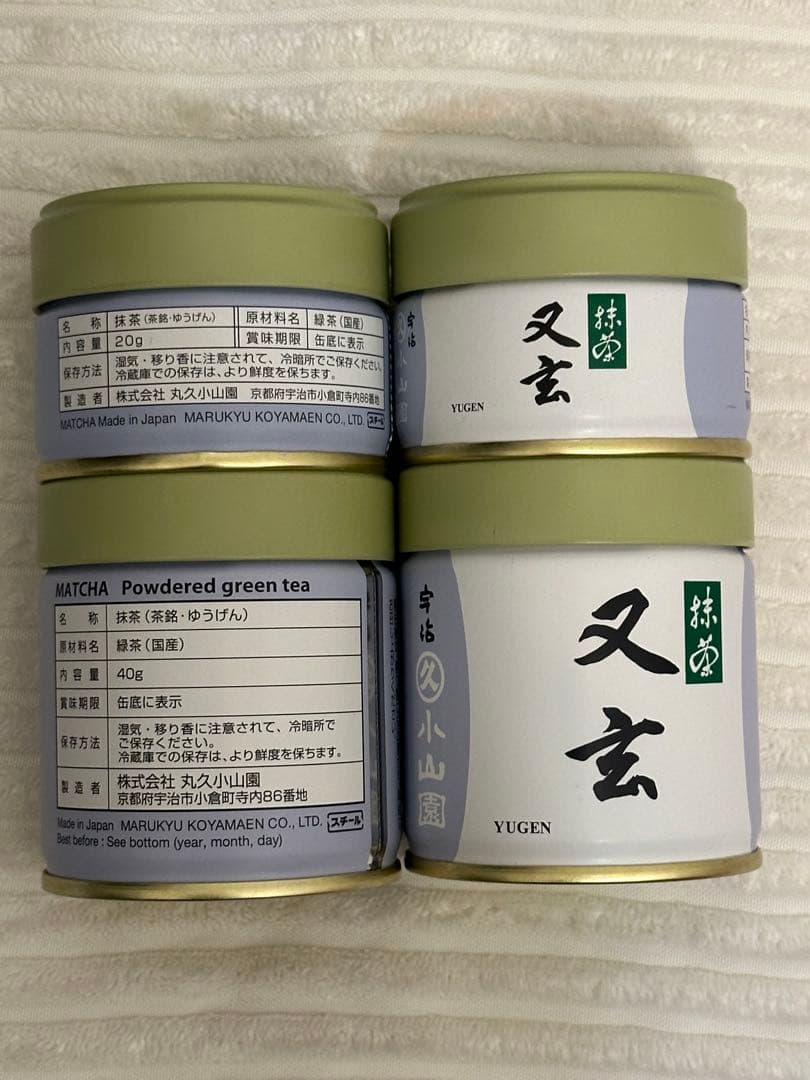 名称 抹茶(茶銘・ゆうげん) 原材料名 緑茶(国産)
内容量 20g 賞味期限 缶底に表示
保存方法 湿気・移り香に注意されて、冷暗所でご保存ください。
冷蔵庫での保存は、より鮮度を保ちます。
製造者 株式会社 丸久小山園 京都府宇治市小倉町寺内86番地
MATCHA Made in Japan MARUKYU KOYAMAEN CO., LTD. スチール
宇治
久
小山園
抹茶
又玄
YUGEN
MATCHA Powdered green tea
名称 抹茶(茶銘・ゆうげん)
原材料名 緑茶(国産)
内容量 40g
賞味期限 缶底に表示
保存方法 湿気・移り香に注意されて、冷暗所で
ご保存ください。
冷蔵庫での保存は、より鮮度を保ちます。
製造者 株式会社 丸久小山園
京都府宇治市小倉町寺内86番地
Made in Japan MARUKYU KOYAMAEN CO., LTD. スチール
Best before : See bottom (year, month, day)
宇治
久
小山園
抹茶
又玄
YUGEN